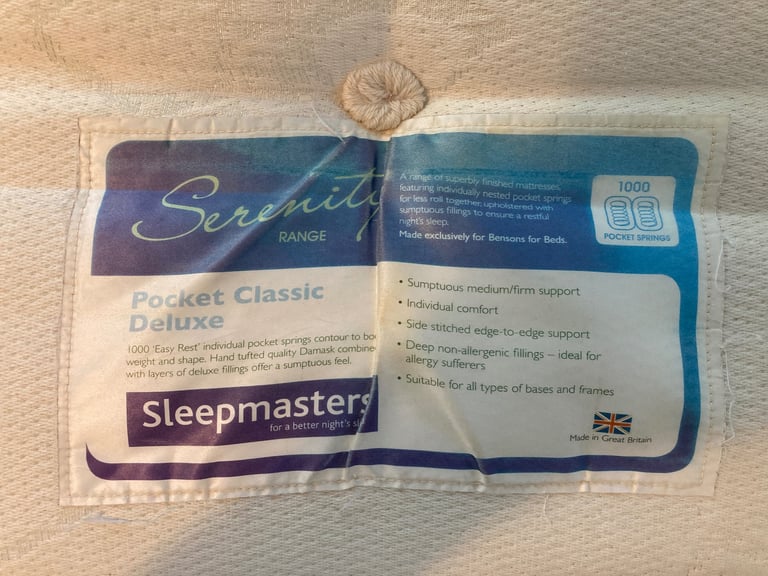 Serenity
RANGE
A range of superbly finished mattresses,
featuring individually nested pocket springs
for less roll together, upholstered with
sumptuous fillings to ensure a restful
night's sleep.
Made exclusively for Bensons for Beds.
1000
POCKET SPRINGS
Pocket Classic
Deluxe
1000 'Easy Rest' individual pocket springs contour to
weight and shape. Hand tufted quality Damask
with layers of deluxe fillings offer a sumptuous feel.
Sleepmasters
for a better night's
• Sumptuous medium/firm support
• Individual comfort
• Side stitched edge-to-edge support
• Deep non-allergenic fillings – ideal for
allergy sufferers
• Suitable for all types of bases and frames
Made in Great Britain